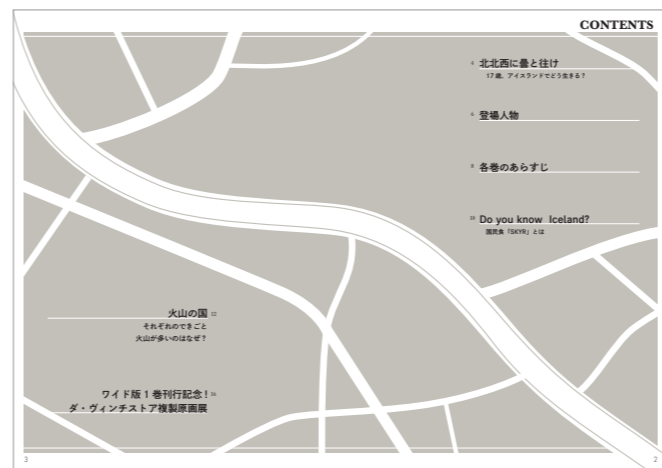 CONTENTS
4 北北西に曇と往け
17歳、アイスランドでどう生きる？
6 登場人物
8 各巻のあらすじ
10 Do you know Iceland?
国民食「SKYR」とは
火山の国 12
それぞれのできごと
火山が多いのはなぜ？
ワイド版1巻刊行記念！16
ダ・ヴィンチストア複製原画展
3
2